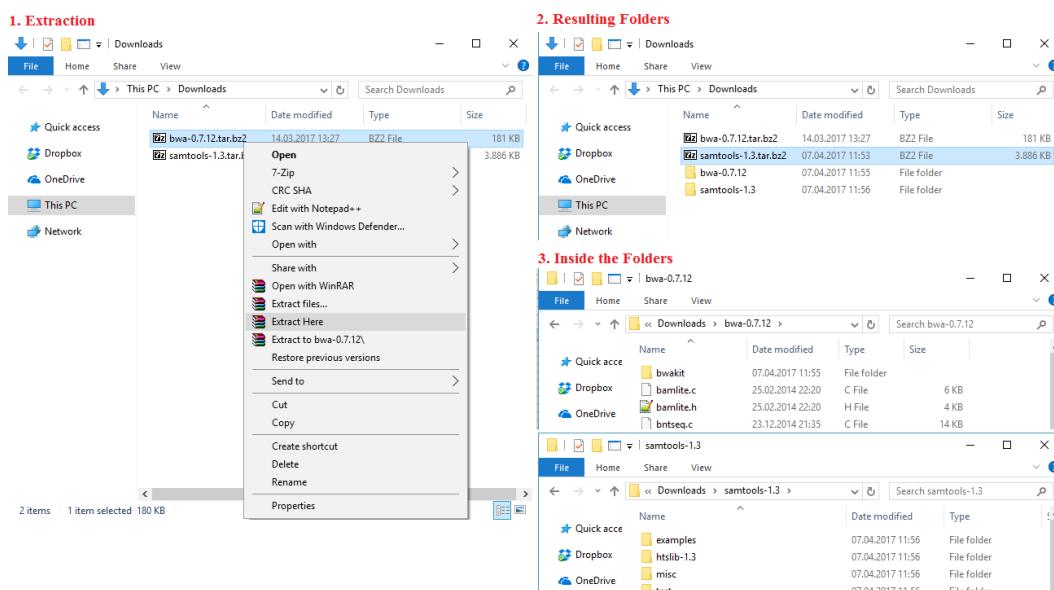 1. Extraction
Downloads
File Home Share View
This PC > Downloads
Search Downloads
Name Date modified Type Size
Quick access
Dropbox
OneDrive
This PC
Network
bwa-0.7.12.tar.bz2 14.03.2017 13:27 BZ2 File 181 KB
samtools-1.3.tar.b 3.886 KB
Open
7-Zip
CRC SHA
Edit with Notepad++
Scan with Windows Defender...
Open with
Share with
Open with WinRAR
Extract files...
Extract Here
Extract to bwa-0.7.12\
Restore previous versions
Send to
Cut
Copy
Create shortcut
Delete
Rename
Properties
2 items 1 item selected 180 KB
2. Resulting Folders
Downloads
File Home Share View
This PC > Downloads
Search Downloads
Name Date modified Type Size
Quick access
Dropbox
OneDrive
This PC
Network
bwa-0.7.12.tar.bz2 14.03.2017 13:27 BZ2 File 181 KB
samtools-1.3.tar.bz2 07.04.2017 11:53 BZ2 File 3.886 KB
bwa-0.7.12 07.04.2017 11:55 File folder
samtools-1.3 07.04.2017 11:56 File folder
3. Inside the Folders
bwa-0.7.12
File Home Share View
« Downloads > bwa-0.7.12 >
Search bwa-0.7.12
Name Date modified Type Size
Quick acce
Dropbox
OneDrive
bwakit 07.04.2017 11:55 File folder
bamlite.c 25.02.2014 22:20 C File 6 KB
bamlite.h 25.02.2014 22:20 H File 4 KB
bntseq.c 23.12.2014 21:35 C File 14 KB
samtools-1.3
File Home Share View
« Downloads > samtools-1.3 >
Search samtools-1.3
Name Date modified Type
Quick acce
Dropbox
OneDrive
examples 07.04.2017 11:56 File folder
htslib-1.3 07.04.2017 11:56 File folder
misc 07.04.2017 11:56 File folder